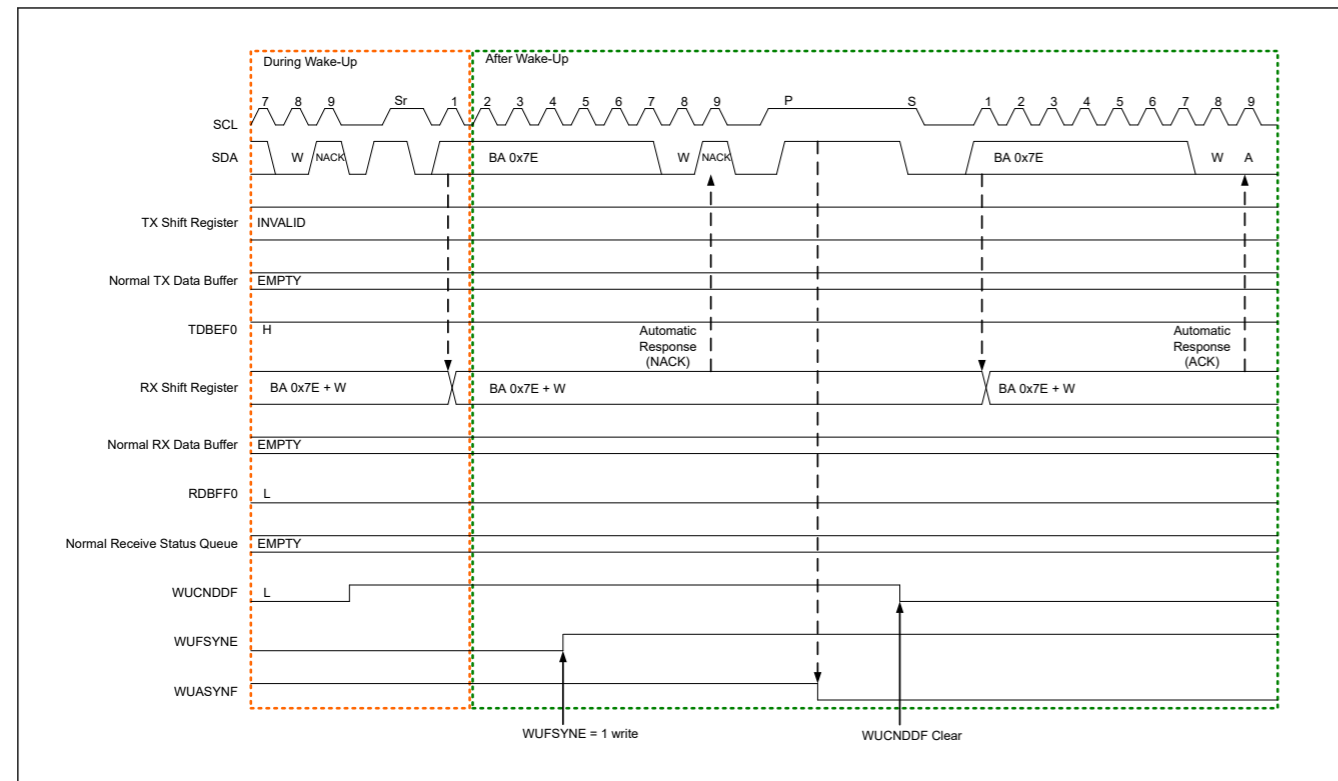 During Wake-Up
After Wake-Up
7 8 9 Sr 1 2 3 4 5 6 7 8 9 P S 1 2 3 4 5 6 7 8 9
SCL
SDA W NACK BA 0x7E W NACK BA 0x7E W A
TX Shift Register INVALID
Normal TX Data Buffer EMPTY
TDBEF0 H
Automatic
Response
(NACK)
Automatic
Response
(ACK)
RX Shift Register BA 0x7E + W BA 0x7E + W BA 0x7E + W
Normal RX Data Buffer EMPTY
RDBFF0 L
Normal Receive Status Queue EMPTY
WUCNDDF L
WUFSYNE
WUASYNF
WUFSYNE = 1 write
WUCNDDF Clear